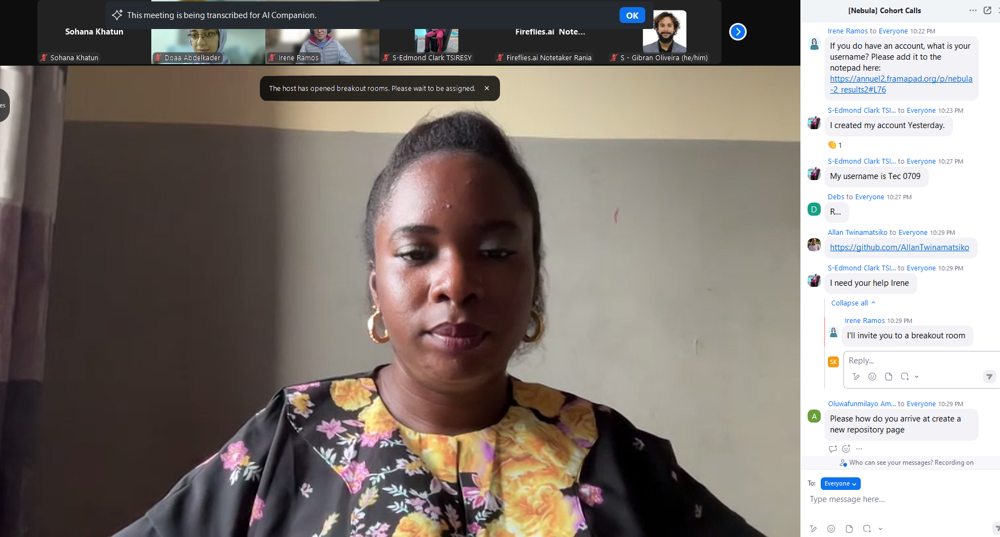 This meeting is being transcribed for AI Companion.
OK
Sohana Khatun
Fireflies.ai Note...
Sohana Khatun
Doaa Abdelkader
Irene Ramos
S-Edmond Clark TSIRESY
Fireflies.ai Notetaker Rania
S - Gibran Oliveira (he/him)
The host has opened breakout rooms. Please wait to be assigned.
es
[Nebula] Cohort Calls
Irene Ramos to Everyone 10:22 PM
If you do have an account, what is your
username? Please add it to the
notepad here:
https://annuel2.framapad.org/p/nebula
-2_results2#L76
S-Edmond Clark TSI... to Everyone 10:23 PM
I created my account Yesterday.
1
S-Edmond Clark TSI... to Everyone 10:27 PM
My username is Tec 0709
Debs to Everyone 10:27 PM
D
R...
Allan Twinamatsiko to Everyone 10:29 PM
https://github.com/AllanTwinamatsiko
S-Edmond Clark TSI... to Everyone 10:29 PM
I need your help Irene
Collapse all
Irene Ramos 10:29 PM
I'll invite you to a breakout room
SK
Reply...
Oluwafunmilayo Am... to Everyone 10:29 PM
A
Please how do you arrive at create a
new repository page
Who can see your messages? Recording on
To: Everyone
Type message here...